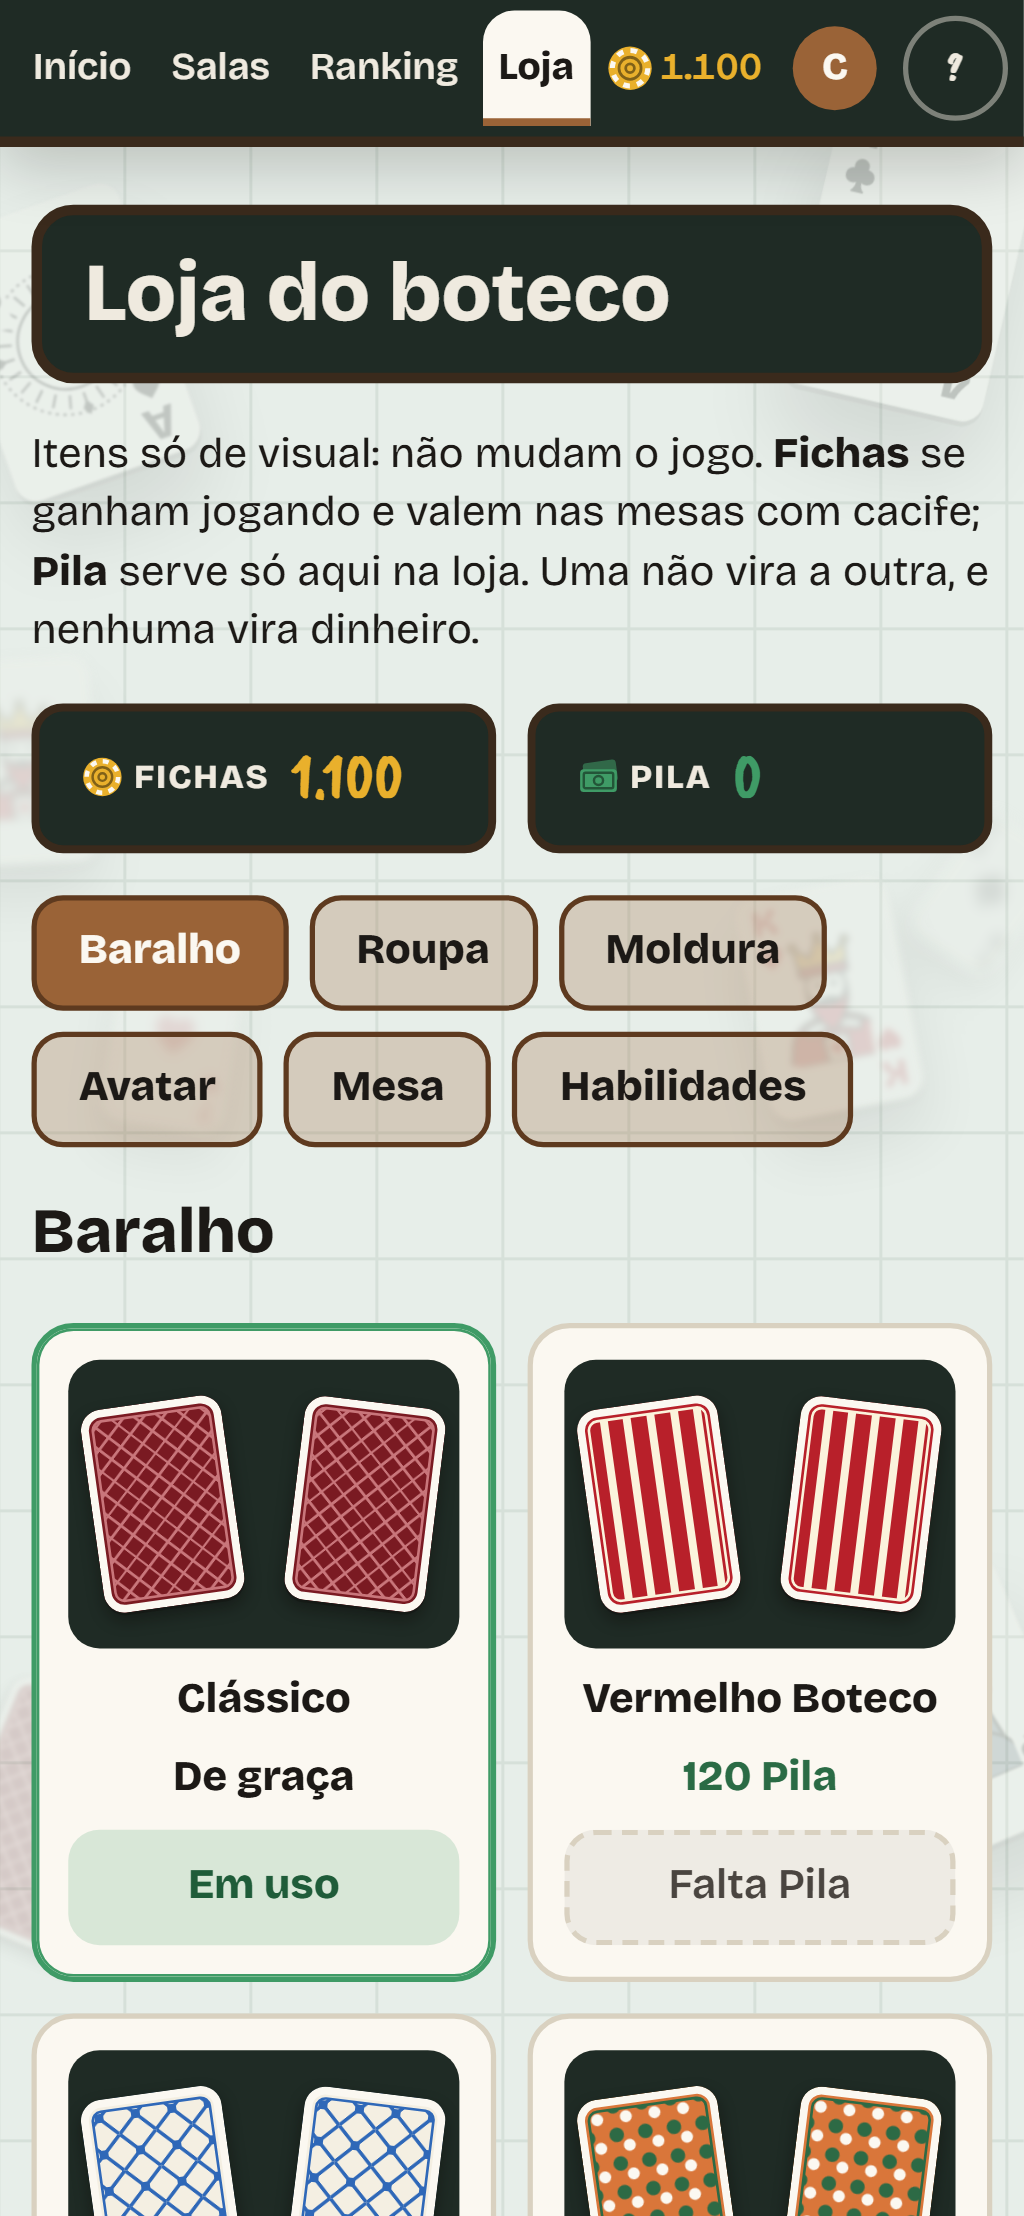 Início Salas Ranking Loja 1.100 C ?
Loja do boteco
Itens só de visual: não mudam o jogo. Fichas se
ganham jogando e valem nas mesas com cacife;
Pila serve só aqui na loja. Uma não vira a outra, e
nenhuma vira dinheiro.
FICHAS 1.100 PILA 0
Baralho Roupa Moldura
Avatar Mesa Habilidades
Baralho
Clássico Vermelho Boteco
De graça 120 Pila
Em uso Falta Pila